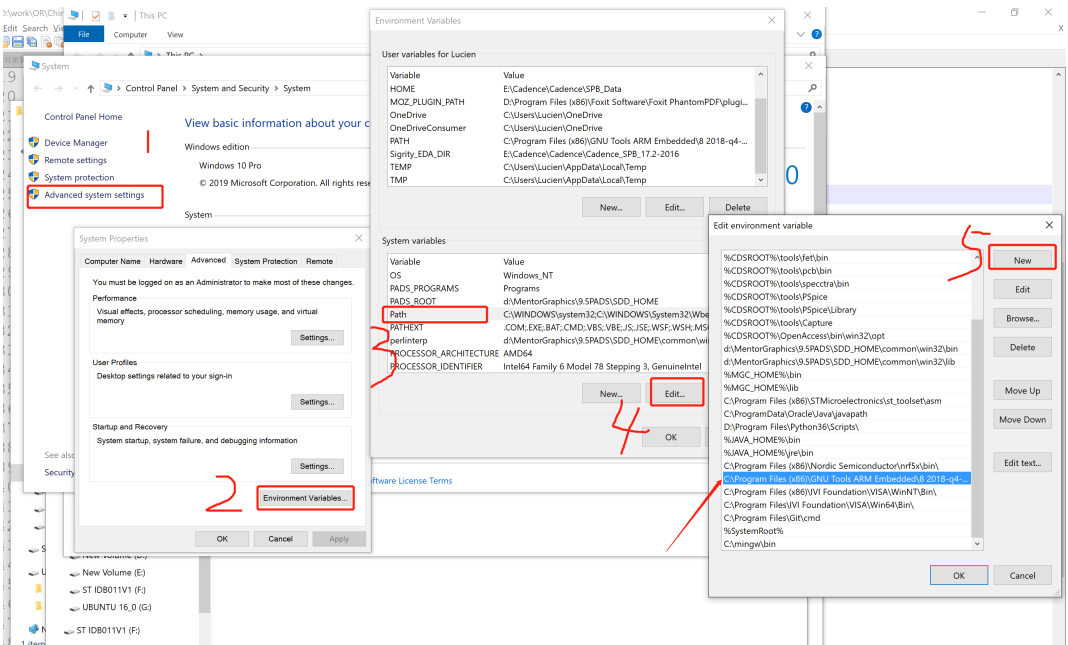 This PC
File Computer View
Edit Search
Control Panel > System and Security > System
System
Control Panel Home
Device Manager
Remote settings
System protection
Advanced system settings
1
View basic information about your c
Windows edition
Windows 10 Pro
© 2019 Microsoft Corporation. All rights rese
System
See also
Security
oftware License Terms
New Volume (E:)
ST IDB011V1 (F:)
UBUNTU 16_0 (G:)
ST IDB011V1 (F:)
1 item
System Properties
Computer Name Hardware Advanced System Protection Remote
You must be logged on as an Administrator to make most of these changes.
Performance
Visual effects, processor scheduling, memory usage, and virtual
memory
Settings...
User Profiles
Desktop settings related to your sign-in
Settings...
Startup and Recovery
System startup, system failure, and debugging information
Settings...
2
Environment Variables...
OK Cancel Apply
Environment Variables
User variables for Lucien
Variable Value
HOME E:\Cadence\Cadence\SPB_Data
MOZ_PLUGIN_PATH D:\Program Files (x86)\Foxit Software\Foxit PhantomPDF\plugi...
OneDrive C:\Users\Lucien\OneDrive
OneDriveConsumer C:\Users\Lucien\OneDrive
PATH C:\Program Files (x86)\GNU Tools ARM Embedded\8 2018-q4-...
Sigrity_EDA_DIR E:\Cadence\Cadence\Cadence_SPB_17.2-2016
TEMP C:\Users\Lucien\AppData\Local\Temp
TMP C:\Users\Lucien\AppData\Local\Temp
New... Edit... Delete
System variables
Variable Value
OS Windows_NT
PADS_PROGRAMS Programs
PADS_ROOT d:\MentorGraphics\9.5PADS\SDD_HOME
Path C:\WINDOWS\system32;C:\WINDOWS\System32\Wbe
PATHEXT .COM;.EXE;.BAT;.CMD;.VBS;.VBE;.JS;.JSE;.WSF;.WSH;.MS
perlinterp d:\MentorGraphics\9.5PADS\SDD_HOME\common\wi
PROCESSOR_ARCHITECTURE AMD64
PROCESSOR_IDENTIFIER Intel64 Family 6 Model 78 Stepping 3, GenuineIntel
3
New... Edit...
4
OK
Edit environment variable
5
%CDSROOT%\tools\fet\bin
%CDSROOT%\tools\pcb\bin
%CDSROOT%\tools\specctra\bin
%CDSROOT%\tools\PSpice
%CDSROOT%\tools\PSpice\Library
%CDSROOT%\tools\Capture
%CDSROOT%\OpenAccess\bin\win32\opt
d:\MentorGraphics\9.5PADS\SDD_HOME\common\win32\bin
d:\MentorGraphics\9.5PADS\SDD_HOME\common\win32\lib
%MGC_HOME%\bin
%MGC_HOME%\lib
C:\Program Files (x86)\STMicroelectronics\st_toolset\asm
C:\ProgramData\Oracle\Java\javapath
D:\Program Files\Python36\Scripts\
%JAVA_HOME%\bin
%JAVA_HOME%\jre\bin
C:\Program Files (x86)\Nordic Semiconductor\nrf5x\bin\
C:\Program Files (x86)\GNU Tools ARM Embedded\8 2018-q4-...
C:\Program Files (x86)\IVI Foundation\VISA\WinNT\Bin\
C:\Program Files\IVI Foundation\VISA\Win64\Bin\
C:\Program Files\Git\cmd
%SystemRoot%
C:\mingw\bin
New
Edit
Browse...
Delete
Move Up
Move Down
Edit text...
OK Cancel